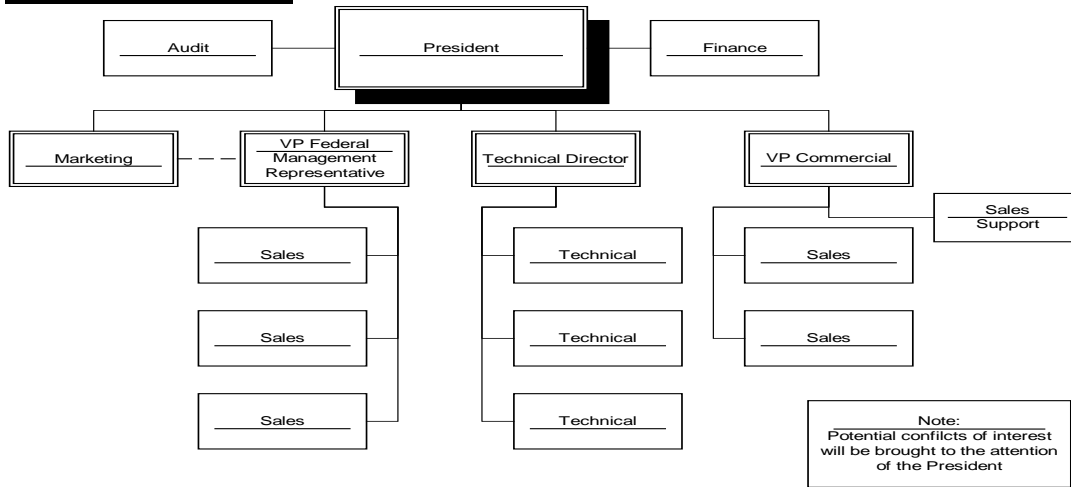 Audit
President
Finance
Marketing
VP Federal
Management
Representative
Technical Director
VP Commercial
Sales
Support
Sales
Technical
Sales
Sales
Technical
Sales
Sales
Technical
Note:
Potential confilcts of interest
will be brought to the attention
of the President